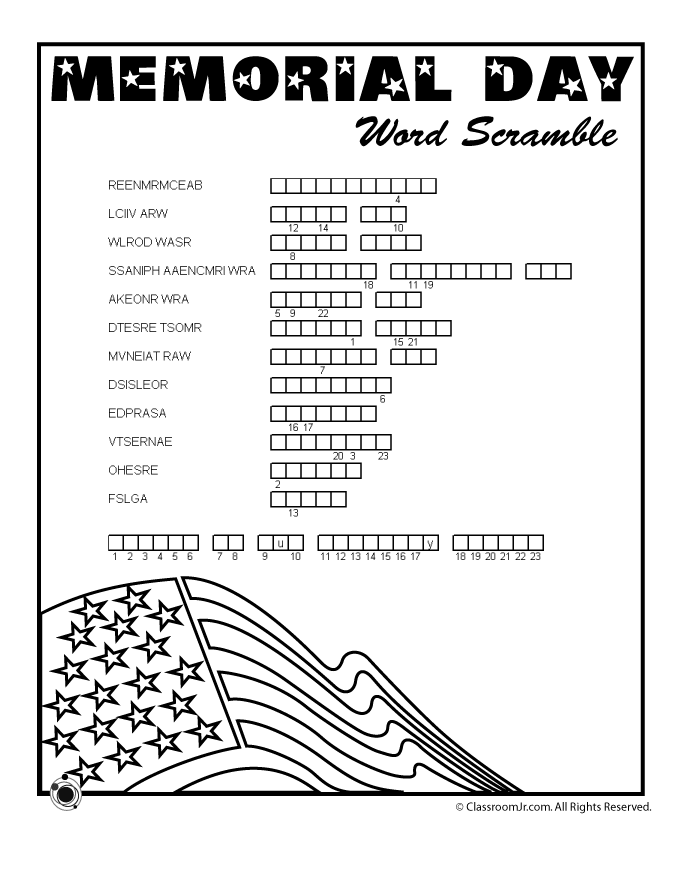 MEMORIAL DAY
Word Scramble
REENMRMCEAB
4
LCIIV ARW
12 14 10
WLROD WASR
8
SSANIPH AAENCMRI WRA
18 11 19
AKEONR WRA
5 9 22
DTESRE TSOMR
1 15 21
MVNEIAT RAW
7
DSISLEOR
6
EDPRASA
16 17
VTSERNAE
20 3 23
OHESRE
2
FSLGA
13
u y
1 2 3 4 5 6 7 8 9 10 11 12 13 14 15 16 17 18 19 20 21 22 23
© ClassroomJr.com. All Rights Reserved.